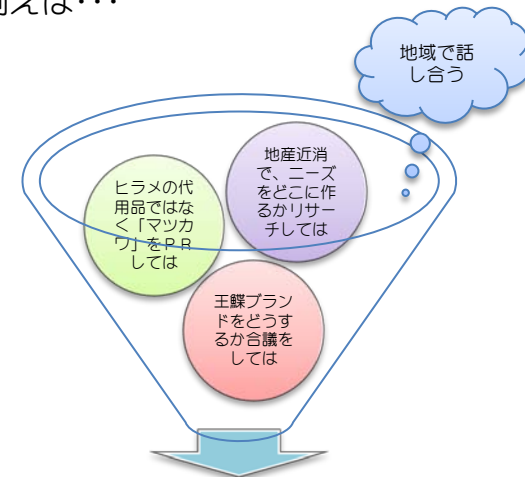 例えば･･･
地域で話
し合う
地産近消
で、ニーズ
をどこに作
るかリサー
チしては
ヒラメの代
用品ではな
く「マツカ
ワ」をＰＲ
しては
王鰈ブラン
ドをどうす
るか合議を
しては